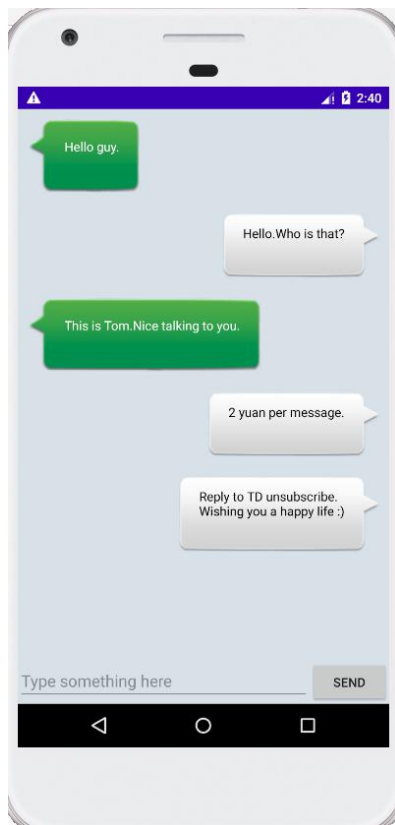 2:40
Hello guy.
Hello.Who is that?
This is Tom.Nice talking to you.
2 yuan per message.
Reply to TD unsubscribe.
Wishing you a happy life :)
Type something here
SEND